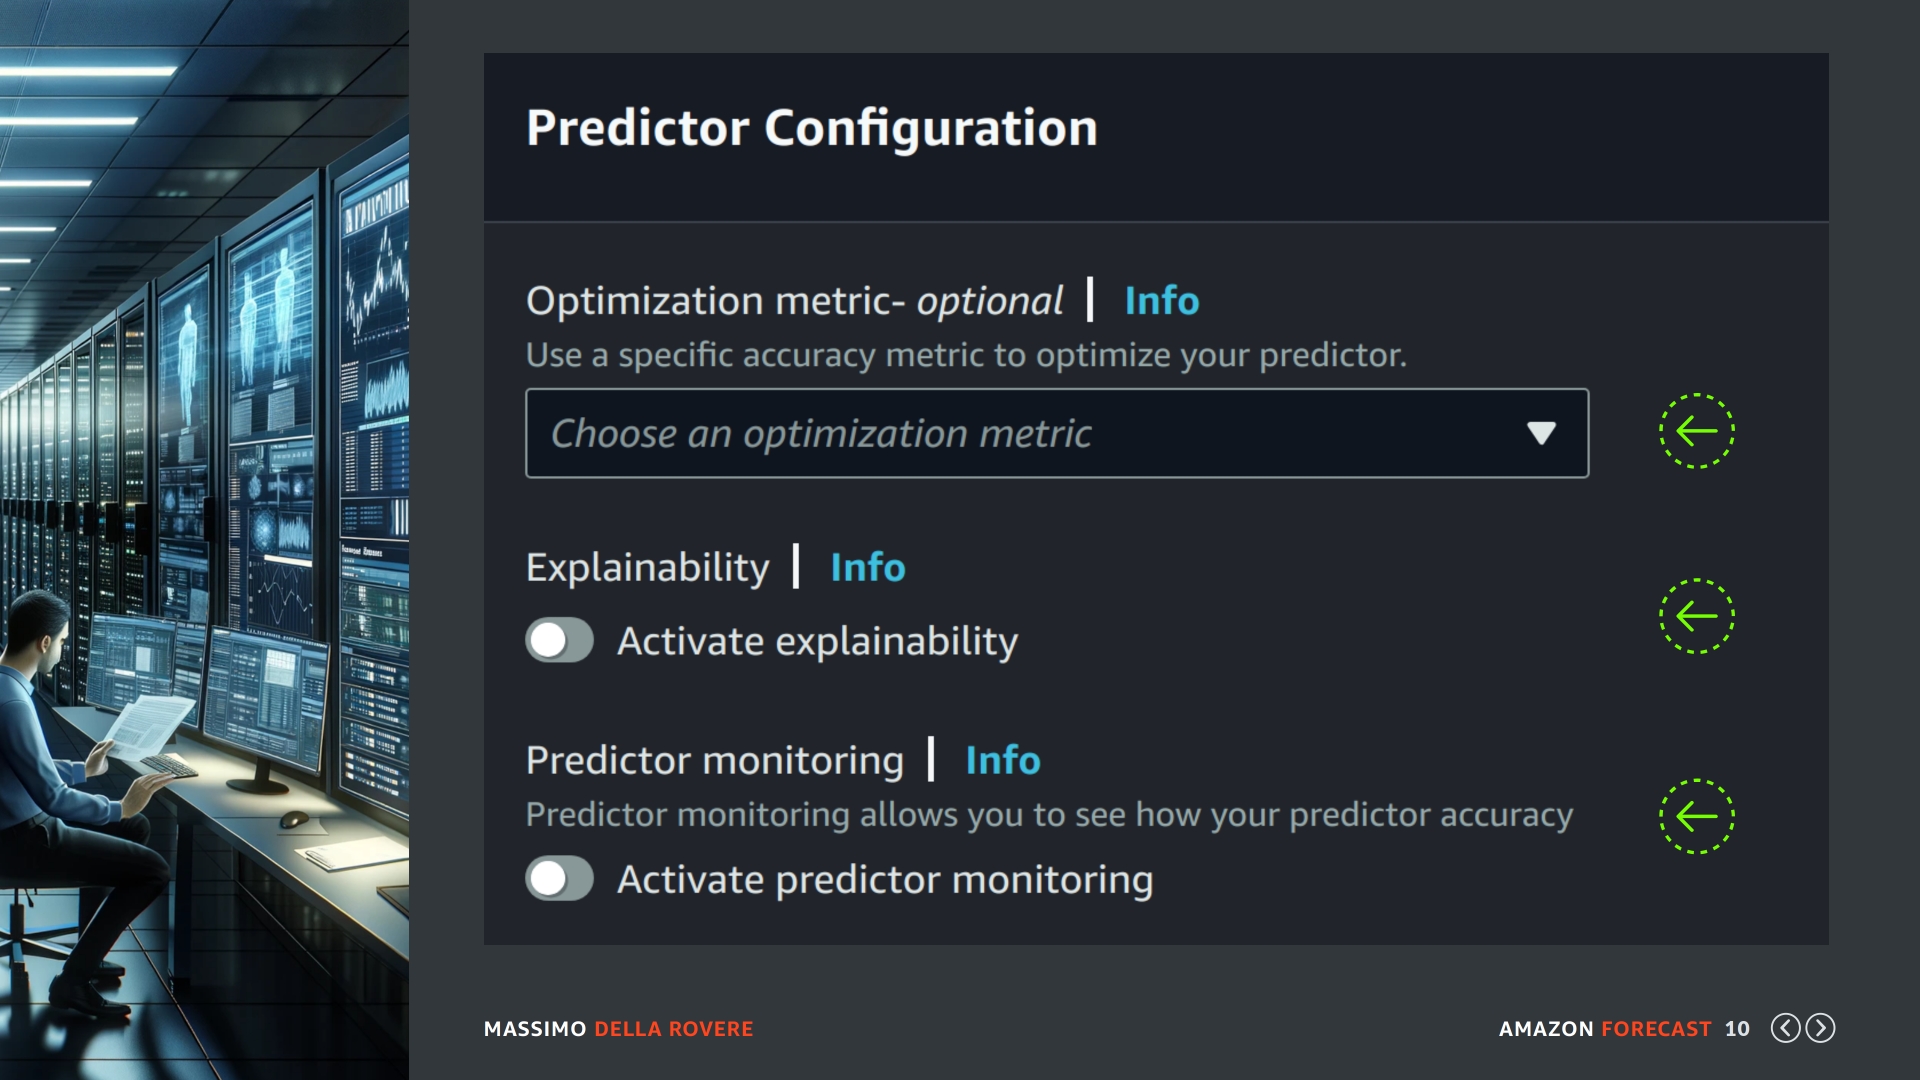 Predictor Configuration
Optimization metric- optional | Info
Use a specific accuracy metric to optimize your predictor.
Choose an optimization metric
Explainability | Info
Activate explainability
Predictor monitoring | Info
Predictor monitoring allows you to see how your predictor accuracy
Activate predictor monitoring
MASSIMO DELLA ROVERE
AMAZON FORECAST 10